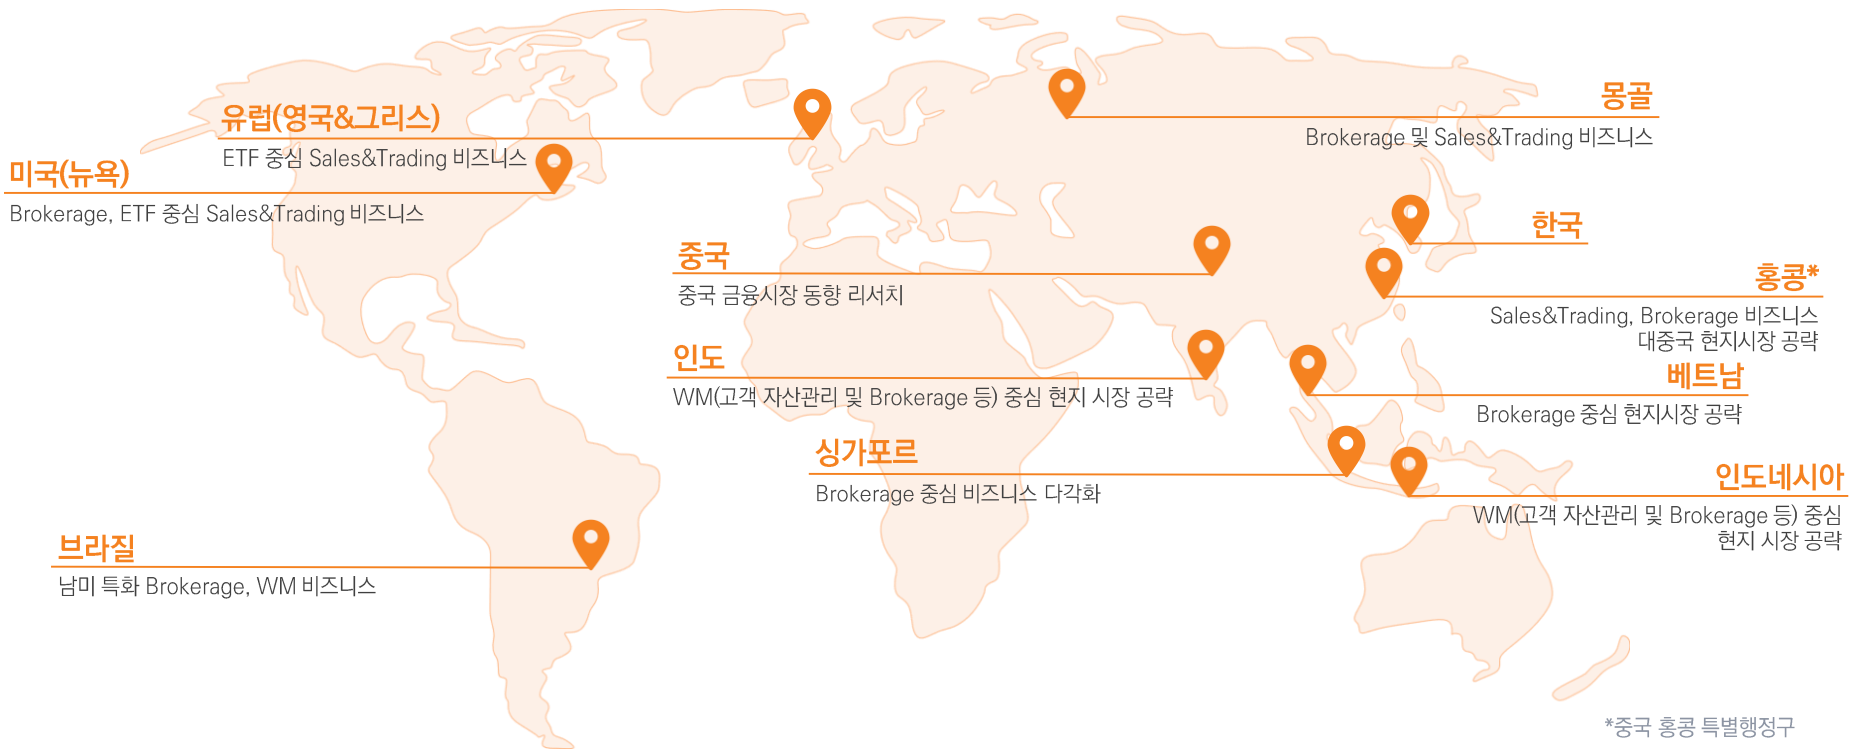 유럽(영국&그리스)
ETF 중심 Sales&Trading 비즈니스
미국(뉴욕)
Brokerage, ETF 중심 Sales&Trading 비즈니스
몽골
Brokerage 및 Sales&Trading 비즈니스
한국
중국
중국 금융시장 동향 리서치
홍콩*
Sales&Trading, Brokerage 비즈니스
대중국 현지시장 공략
인도
WM(고객 자산관리 및 Brokerage 등) 중심 현지 시장 공략
베트남
Brokerage 중심 현지시장 공략
싱가포르
Brokerage 중심 비즈니스 다각화
인도네시아
WM(고객 자산관리 및 Brokerage 등) 중심
현지 시장 공략
브라질
남미 특화 Brokerage, WM 비즈니스
*중국 홍콩 특별행정구